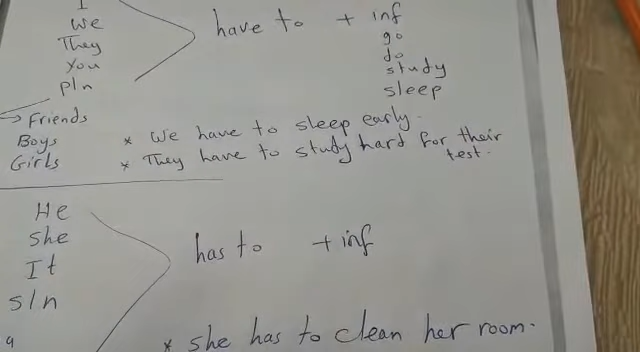 I
We
They
You
Pln
have to + inf
go
do
study
sleep
→ Friends
Boys
Girls
* We have to sleep early.
* They have to study hard for their
test.
He
She
It
sln
has to + inf
* she has to clean her room.